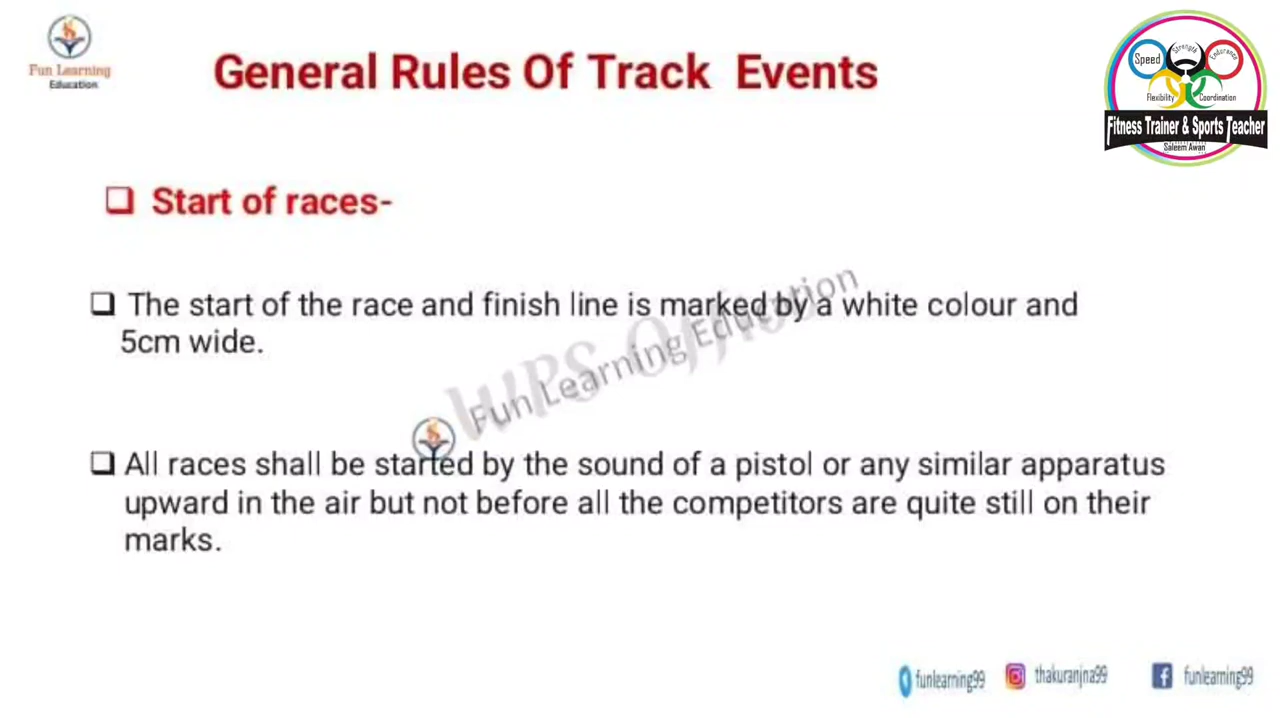 Fun Learning
Education
General Rules Of Track Events
Speed
Strength
Endurance
Flexibility
Coordination
Fitness Trainer & Sports Teacher
Saleem Awan
❑ Start of races-
❑ The start of the race and finish line is marked by a white colour and
5cm wide.
WPS Office
Fun Learning Education
❑ All races shall be started by the sound of a pistol or any similar apparatus
upward in the air but not before all the competitors are quite still on their
marks.
funlearning99
thakuranjna99
funlearning99